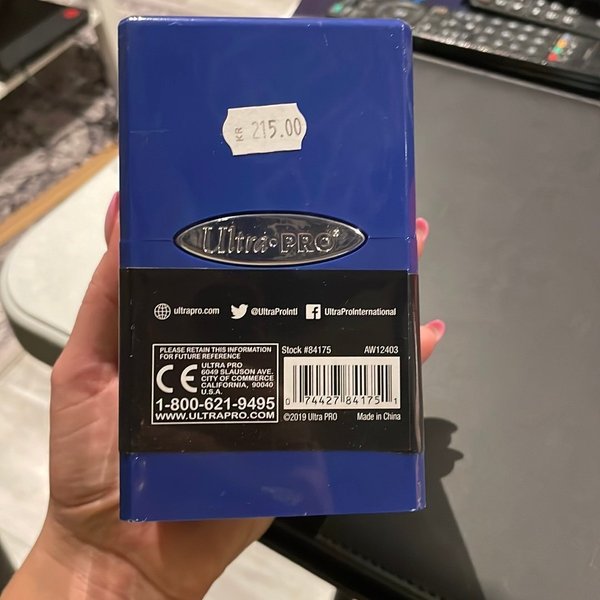 KR 215.00
Ultra•PRO
ultrapro.com @UltraProIntl UltraProInternational
PLEASE RETAIN THIS INFORMATION
FOR FUTURE REFERENCE
CE
ULTRA PRO
6049 SLAUSON AVE.
CITY OF COMMERCE
CALIFORNIA, 90040
U.S.A.
1-800-621-9495
WWW.ULTRAPRO.COM
Stock #84175 AW12403
0 74427 84175 1
©2019 Ultra PRO Made in China